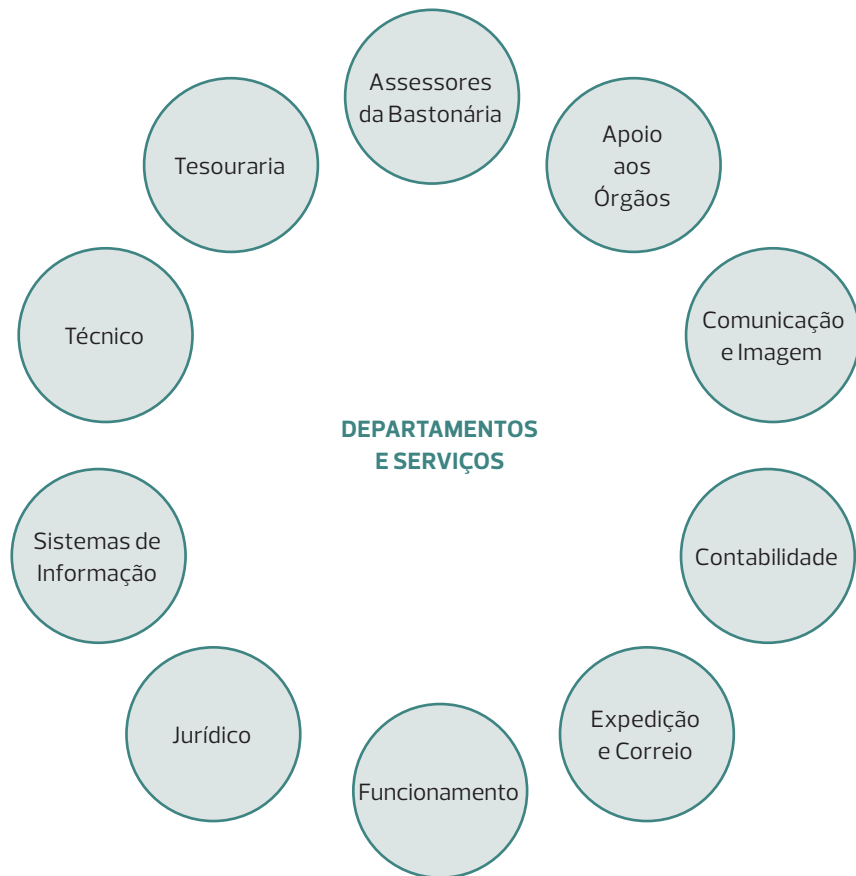 Assessores
da Bastonária
Apoio
aos
Órgãos
Comunicação
e Imagem
Contabilidade
Expedição
e Correio
Funcionamento
Jurídico
Sistemas de
Informação
Técnico
Tesouraria
DEPARTAMENTOS
E SERVIÇOS